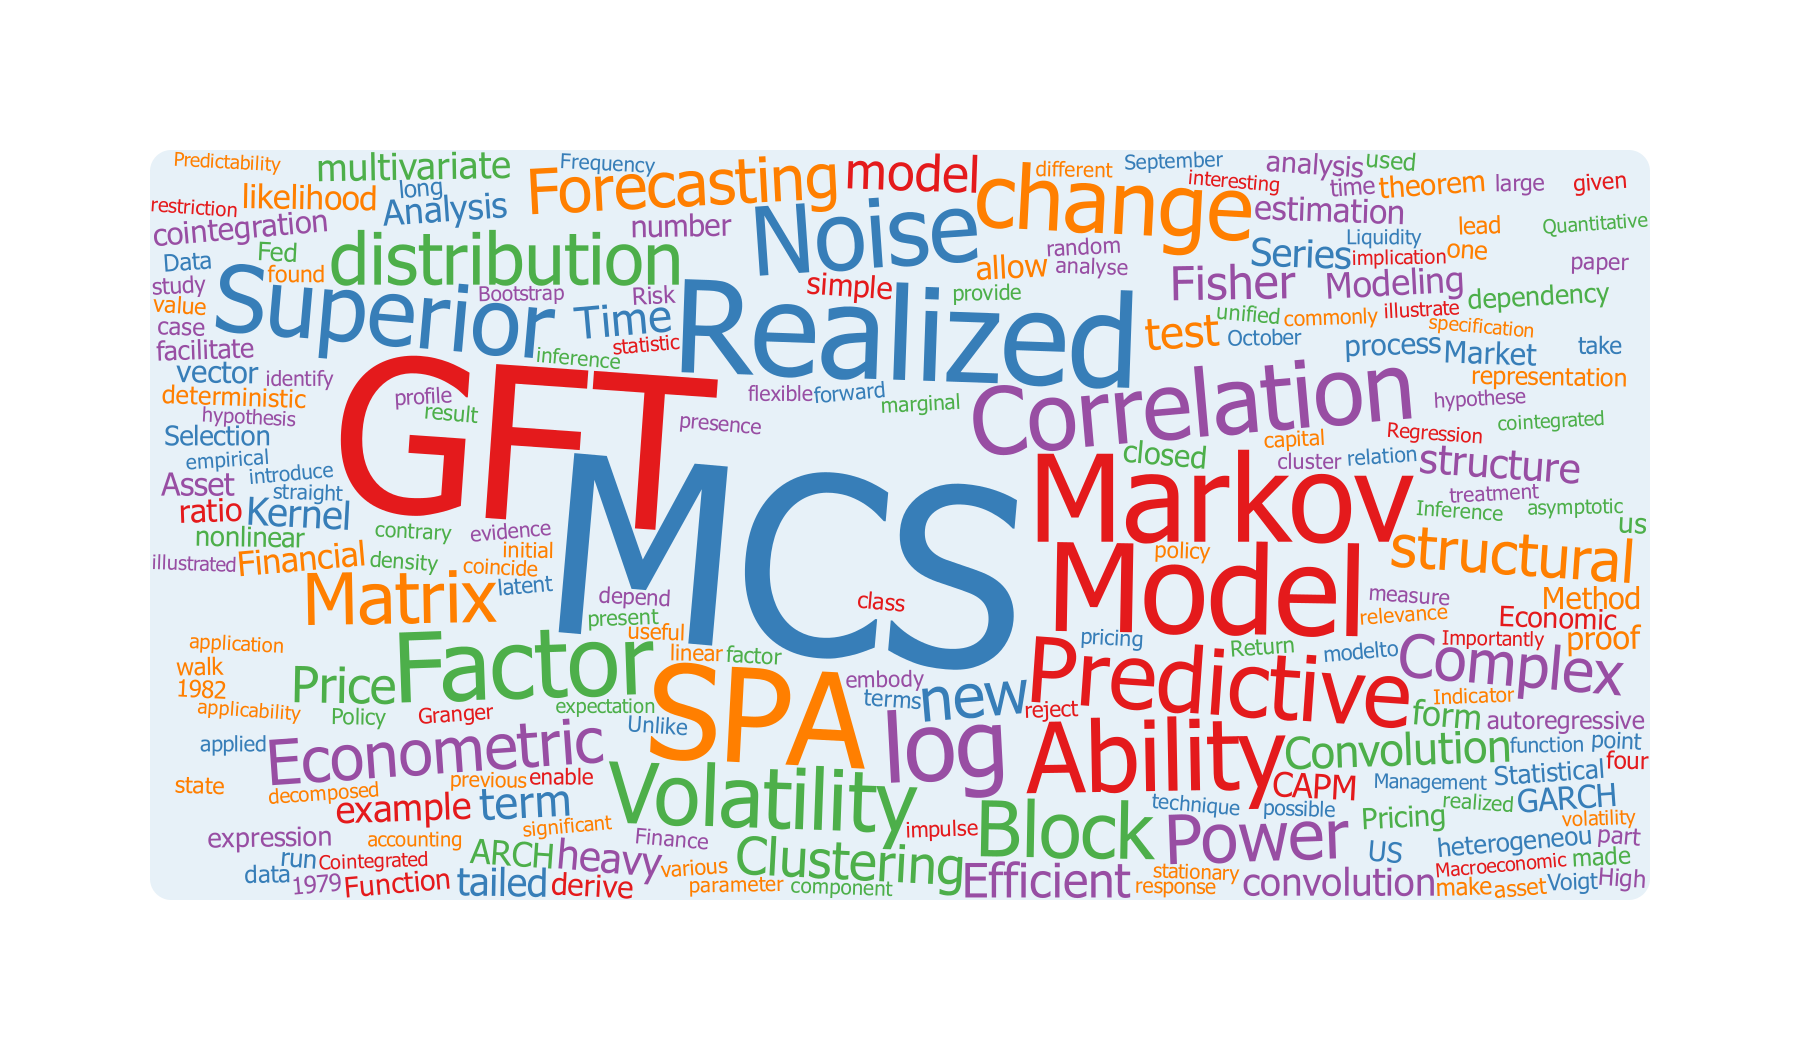 Predictability
multivariate
Frequency
Forecasting
model
different
September
analysis
used
change
interesting
time
theorem
large
given
likelihood
long
restriction
Analysis
cointegration
number
Noise
estimation
lead
Quantitative
Fed
distribution
random
Series
Liquidity
one
Data
found
allow
analyse
implication
paper
study
Superior
Bootstrap
Risk
simple
Realized
provide
Fisher
Modeling
dependency
value
Time
unified
commonly
illustrate
case
statistic
test
October
specification
facilitate
inference
process
Market
take
vector
identify
GFT
representation
deterministic
profile
flexible
forward
marginal
Correlation
hypothese
hypothesis
result
presence
cointegrated
Selection
capital
Regression
empirical
introduce
closed
cluster
relation
structure
Asset
straight
MCS
Markov
treatment
ratio
Kernel
Inference
asymptotic
us
nonlinear
contrary
evidence
illustrated
Financial
density
initial
coincide
policy
structural
Matrix
latent
depend
class
Model
measure
Method
present
relevance
Economic
application
useful
pricing
Importantly
proof
walk
Factor
linear
factor
Return
modelto
Complex
1982
Price
SPA
embody
Predictive
Indicator
applicability
Policy
Granger
expectation
terms
new
reject
form
autoregressive
applied
Econometric
Unlike
log
Ability
Convolution
function
point
state
decomposed
previous
enable
Volatility
CAPM
Management
Statistical
four
example
term
technique
possible
realized
GARCH
expression
accounting
significant
Finance
impulse
Block
Power
Pricing
volatility
run
Cointegrated
ARCH
heavy
various
Clustering
US
heterogeneou
part
data
1979
Function
tailed
derive
parameter
component
Efficient
stationary
response
convolution
Macroeconomic
made
make
asset
Voigt
High